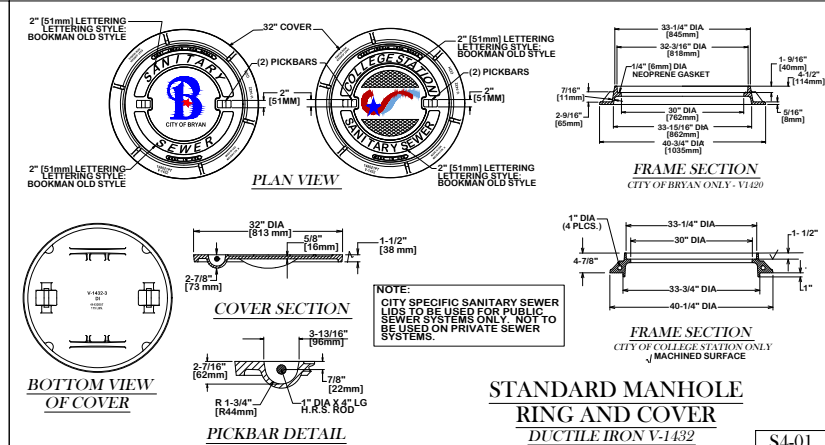 2" [51mm] LETTERING
LETTERING STYLE:
BOOKMAN OLD STYLE
32" COVER
2" [51mm] LETTERING
LETTERING STYLE:
BOOKMAN OLD STYLE
(2) PICKBARS
(2) PICKBARS
2"
[51MM]
2"
[51MM]
SANITARY
B
CITY OF BRYAN
SEWER
COLLEGE STATION
SANITARY SEWER
2" [51mm] LETTERING
LETTERING STYLE:
BOOKMAN OLD STYLE
2" [51mm] LETTERING
LETTERING STYLE:
BOOKMAN OLD STYLE
PLAN VIEW
33-1/4" DIA
[845mm]
32-3/16" DIA
[818mm]
1/4" [6mm] DIA
NEOPRENE GASKET
1- 9/16"
[40mm]
4-1/2"
[114mm]
7/16"
[11mm]
2-9/16"
[65mm]
30" DIA
[762mm]
33-15/16" DIA
[862mm]
40-3/4" DIA
[1035mm]
5/16"
[8mm]
FRAME SECTION
CITY OF BRYAN ONLY - V1420
V-1432-3
DI
BOTTOM VIEW
OF COVER
32" DIA
[813 mm]
5/8"
[16mm]
1-1/2"
[38 mm]
2-7/8"
[73 mm]
COVER SECTION
3-13/16"
[96mm]
2-7/16"
[62mm]
7/8"
[22mm]
R 1-3/4"
[R44mm]
1" DIA X 4" LG
H.R.S. ROD
PICKBAR DETAIL
NOTE:
CITY SPECIFIC SANITARY SEWER
LIDS TO BE USED FOR PUBLIC
SEWER SYSTEMS ONLY. NOT TO
BE USED ON PRIVATE SEWER
SYSTEMS.
1" DIA
(4 PLCS.)
33-1/4" DIA
30" DIA
1- 1/2"
4-7/8"
33-3/4" DIA
1"
40-1/4" DIA
FRAME SECTION
CITY OF COLLEGE STATION ONLY
√ MACHINED SURFACE
STANDARD MANHOLE
RING AND COVER
DUCTILE IRON V-1432
S4-01